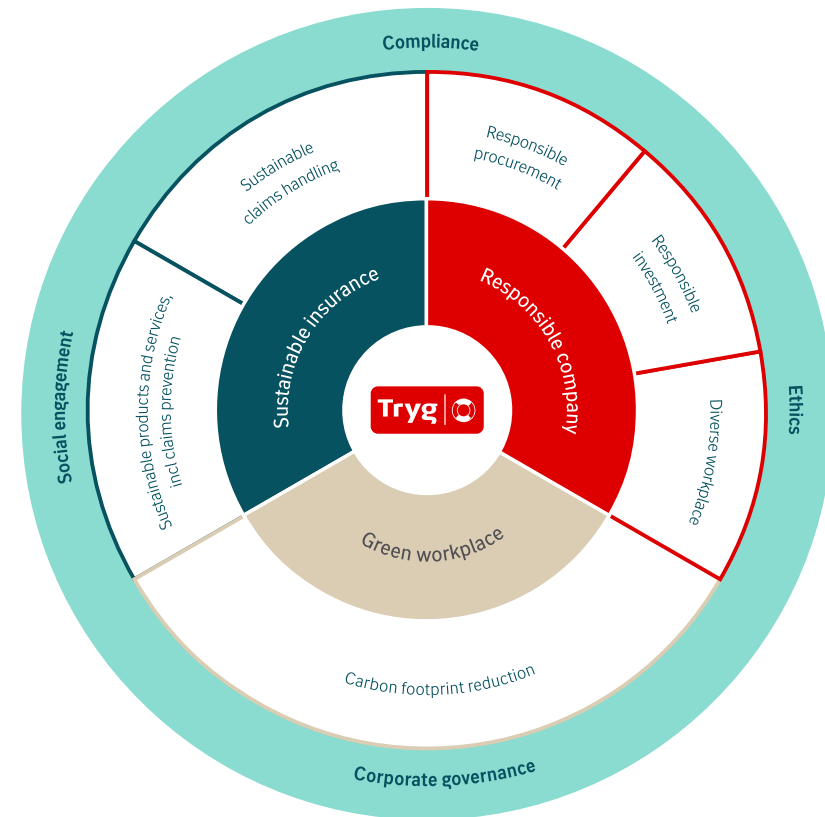 Compliance
Sustainable
claims handling
Responsible
procurement
Responsible
investment
Sustainable insurance
Responsible company
Social engagement
Sustainable products and services,
incl claims prevention
Tryg
Ethics
Diverse workplace
Green workplace
Carbon footprint reduction
Corporate governance